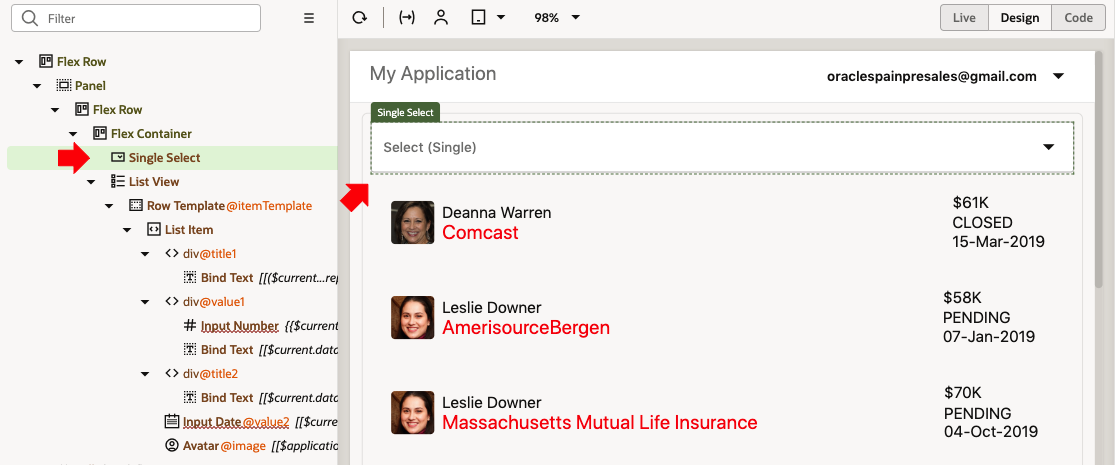 Filter
98%
Live
Design
Code
Flex Row
Panel
Flex Row
Flex Container
Single Select
List View
Row Template@itemTemplate
List Item
div@title1
Bind Text [[($current...rep
div@value1
Input Number {{$current
Bind Text [[$current.data
div@title2
Bind Text [[$current.data
Input Date@value2 [[$curre
Avatar@image [[$applicatio
My Application
oraclespainpresales@gmail.com
Single Select
Select (Single)
Deanna Warren
Comcast
$61K
CLOSED
15-Mar-2019
Leslie Downer
AmerisourceBergen
$58K
PENDING
07-Jan-2019
Leslie Downer
Massachusetts Mutual Life Insurance
$70K
PENDING
04-Oct-2019